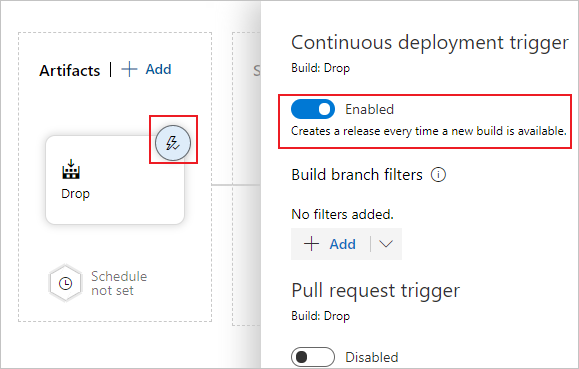 Artifacts | + Add
Drop
Schedule
not set
S
Continuous deployment trigger
Build: Drop
Enabled
Creates a release every time a new build is available.
Build branch filters
No filters added.
+ Add
Pull request trigger
Build: Drop
Disabled